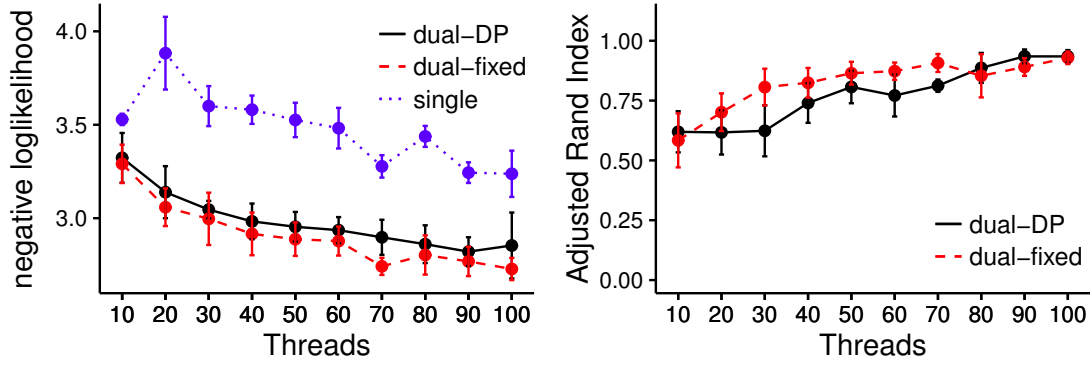 negative loglikelihood
4.0
3.5
3.0
dual−DP
dual−fixed
single
10 20 30 40 50 60 70 80 90 100
Threads
Adjusted Rand Index
1.00
0.75
0.50
0.25
0.00
dual−DP
dual−fixed
10 20 30 40 50 60 70 80 90 100
Threads